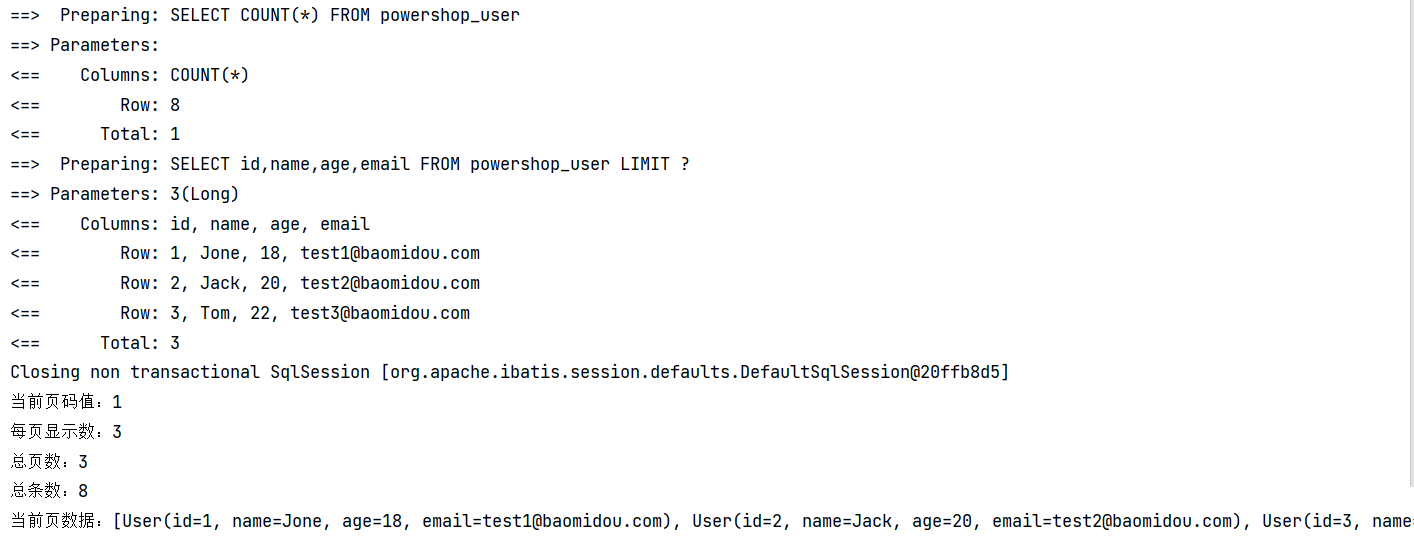 ==>  Preparing: SELECT COUNT(*) FROM powershop_user
==> Parameters:
<==    Columns: COUNT(*)
<==        Row: 8
<==      Total: 1
==>  Preparing: SELECT id,name,age,email FROM powershop_user LIMIT ?
==> Parameters: 3(Long)
<==    Columns: id, name, age, email
<==        Row: 1, Jone, 18, test1@baomidou.com
<==        Row: 2, Jack, 20, test2@baomidou.com
<==        Row: 3, Tom, 22, test3@baomidou.com
<==      Total: 3
Closing non transactional SqlSession [org.apache.ibatis.session.defaults.DefaultSqlSession@20ffb8d5]
当前页码值：1
每页显示数：3
总页数：3
总条数：8
当前页数据：[User(id=1, name=Jone, age=18, email=test1@baomidou.com), User(id=2, name=Jack, age=20, email=test2@baomidou.com), User(id=3, name=